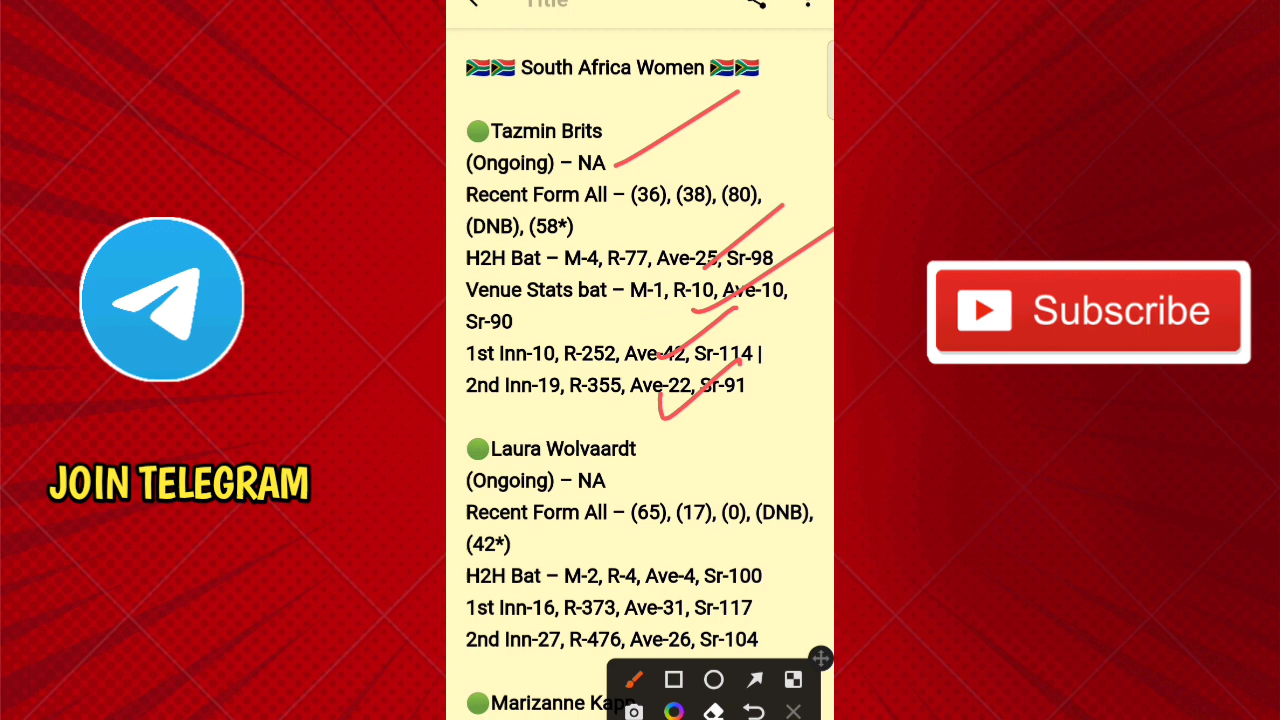 Title
🇿🇦🇿🇦 South Africa Women 🇿🇦🇿🇦
🟢Tazmin Brits
(Ongoing) – NA
Recent Form All – (36), (38), (80),
(DNB), (58*)
H2H Bat – M-4, R-77, Ave-25, Sr-98
Venue Stats bat – M-1, R-10, Ave-10,
Sr-90
1st Inn-10, R-252, Ave-42, Sr-114 |
2nd Inn-19, R-355, Ave-22, Sr-91
🟢Laura Wolvaardt
(Ongoing) – NA
Recent Form All – (65), (17), (0), (DNB),
(42*)
H2H Bat – M-2, R-4, Ave-4, Sr-100
1st Inn-16, R-373, Ave-31, Sr-117
2nd Inn-27, R-476, Ave-26, Sr-104
🟢Marizanne Kapp
JOIN TELEGRAM
Subscribe